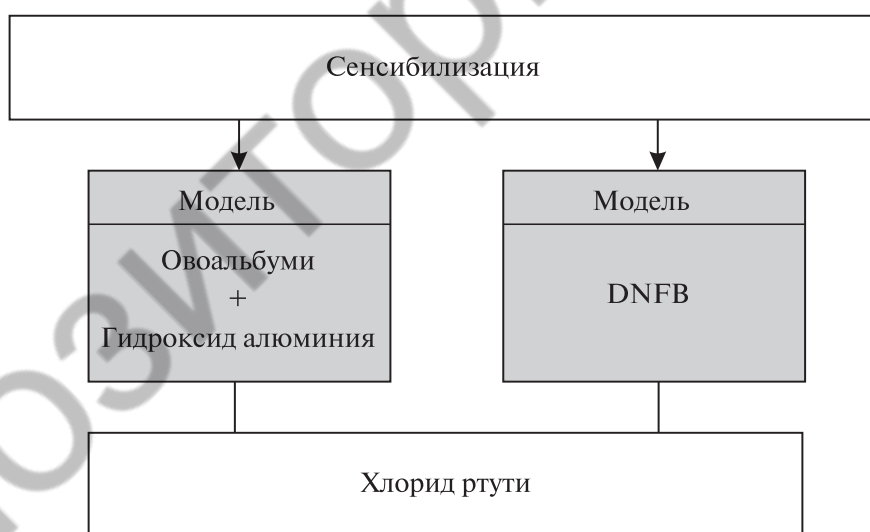 Сенсибилизация
Модель
Овоальбуми
+
Гидроксид алюминия
Модель
DNFB
Хлорид ртути